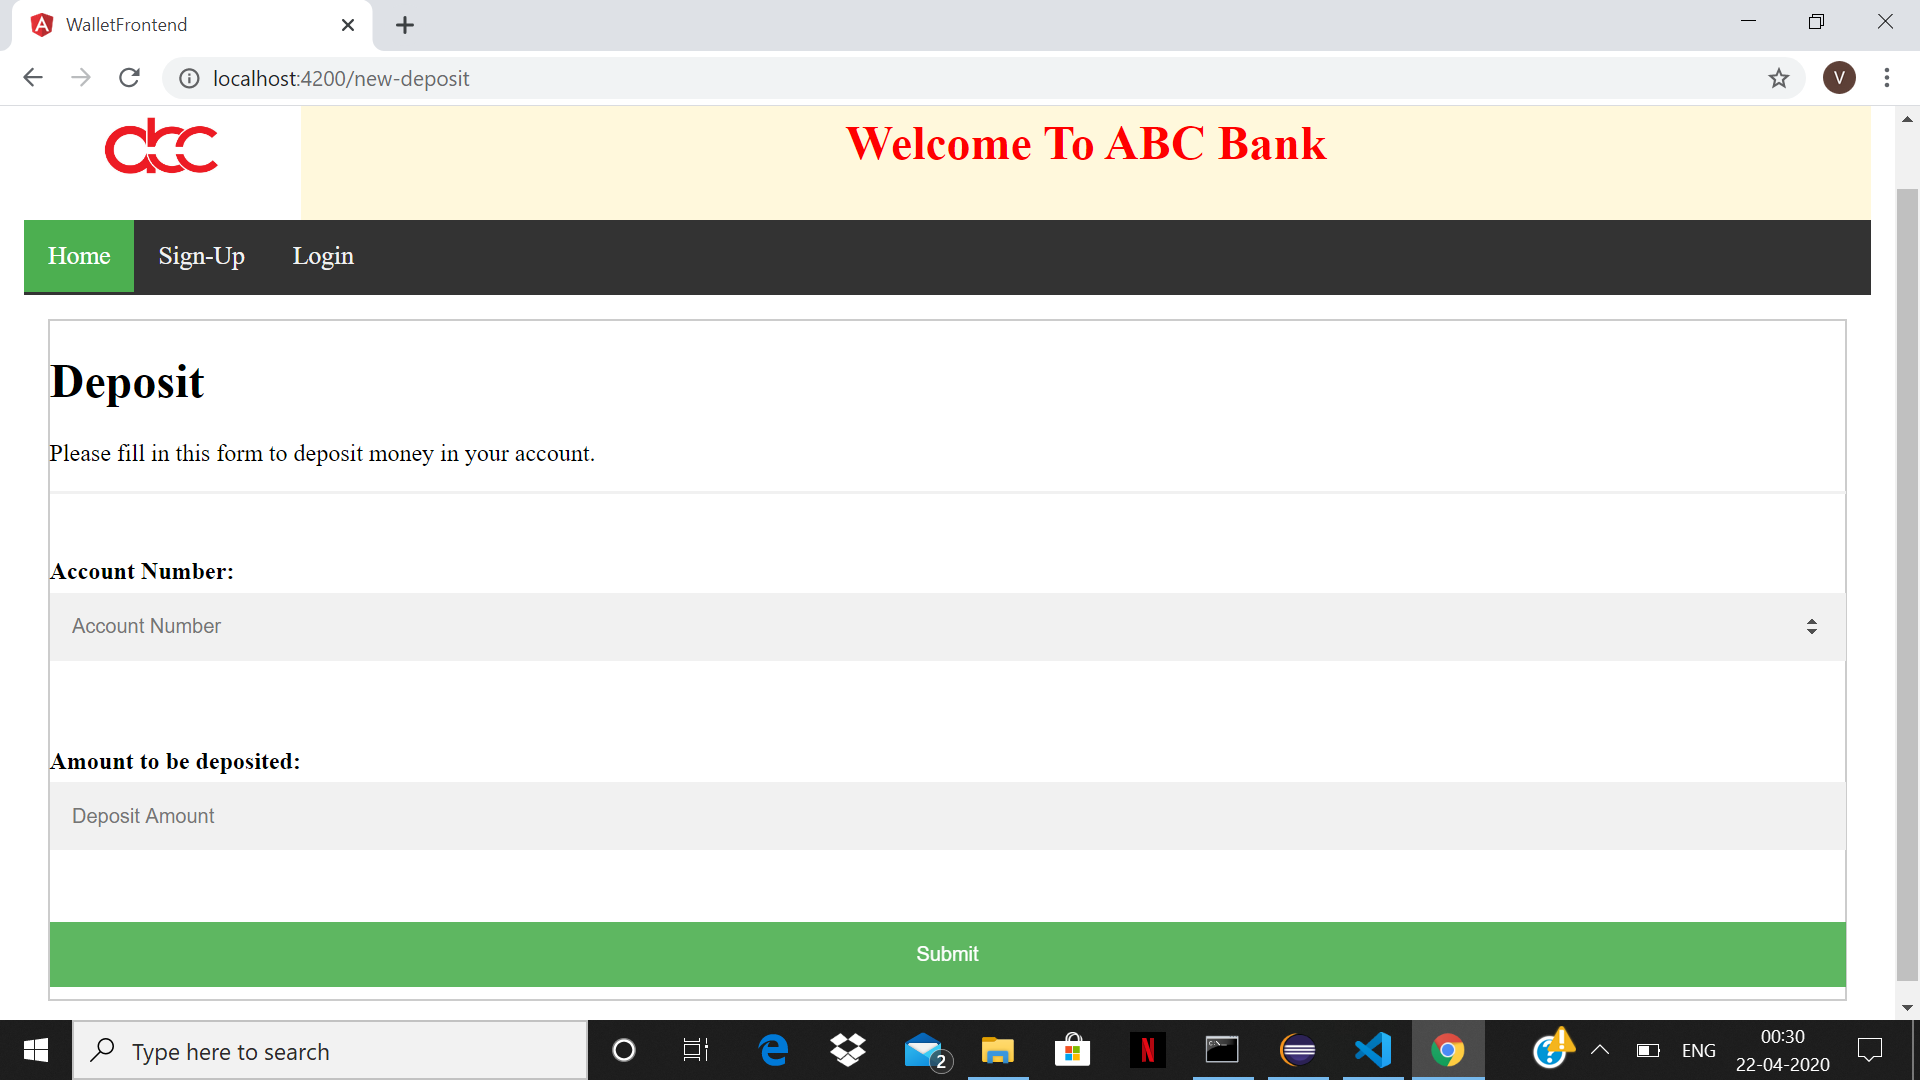 WalletFrontend
localhost:4200/new-deposit
V
acc
Welcome To ABC Bank
Home Sign-Up Login
Deposit
Please fill in this form to deposit money in your account.
Account Number:
Account Number
Amount to be deposited:
Deposit Amount
Submit
Type here to search
2
N
C:\_
ENG
00:30
22-04-2020